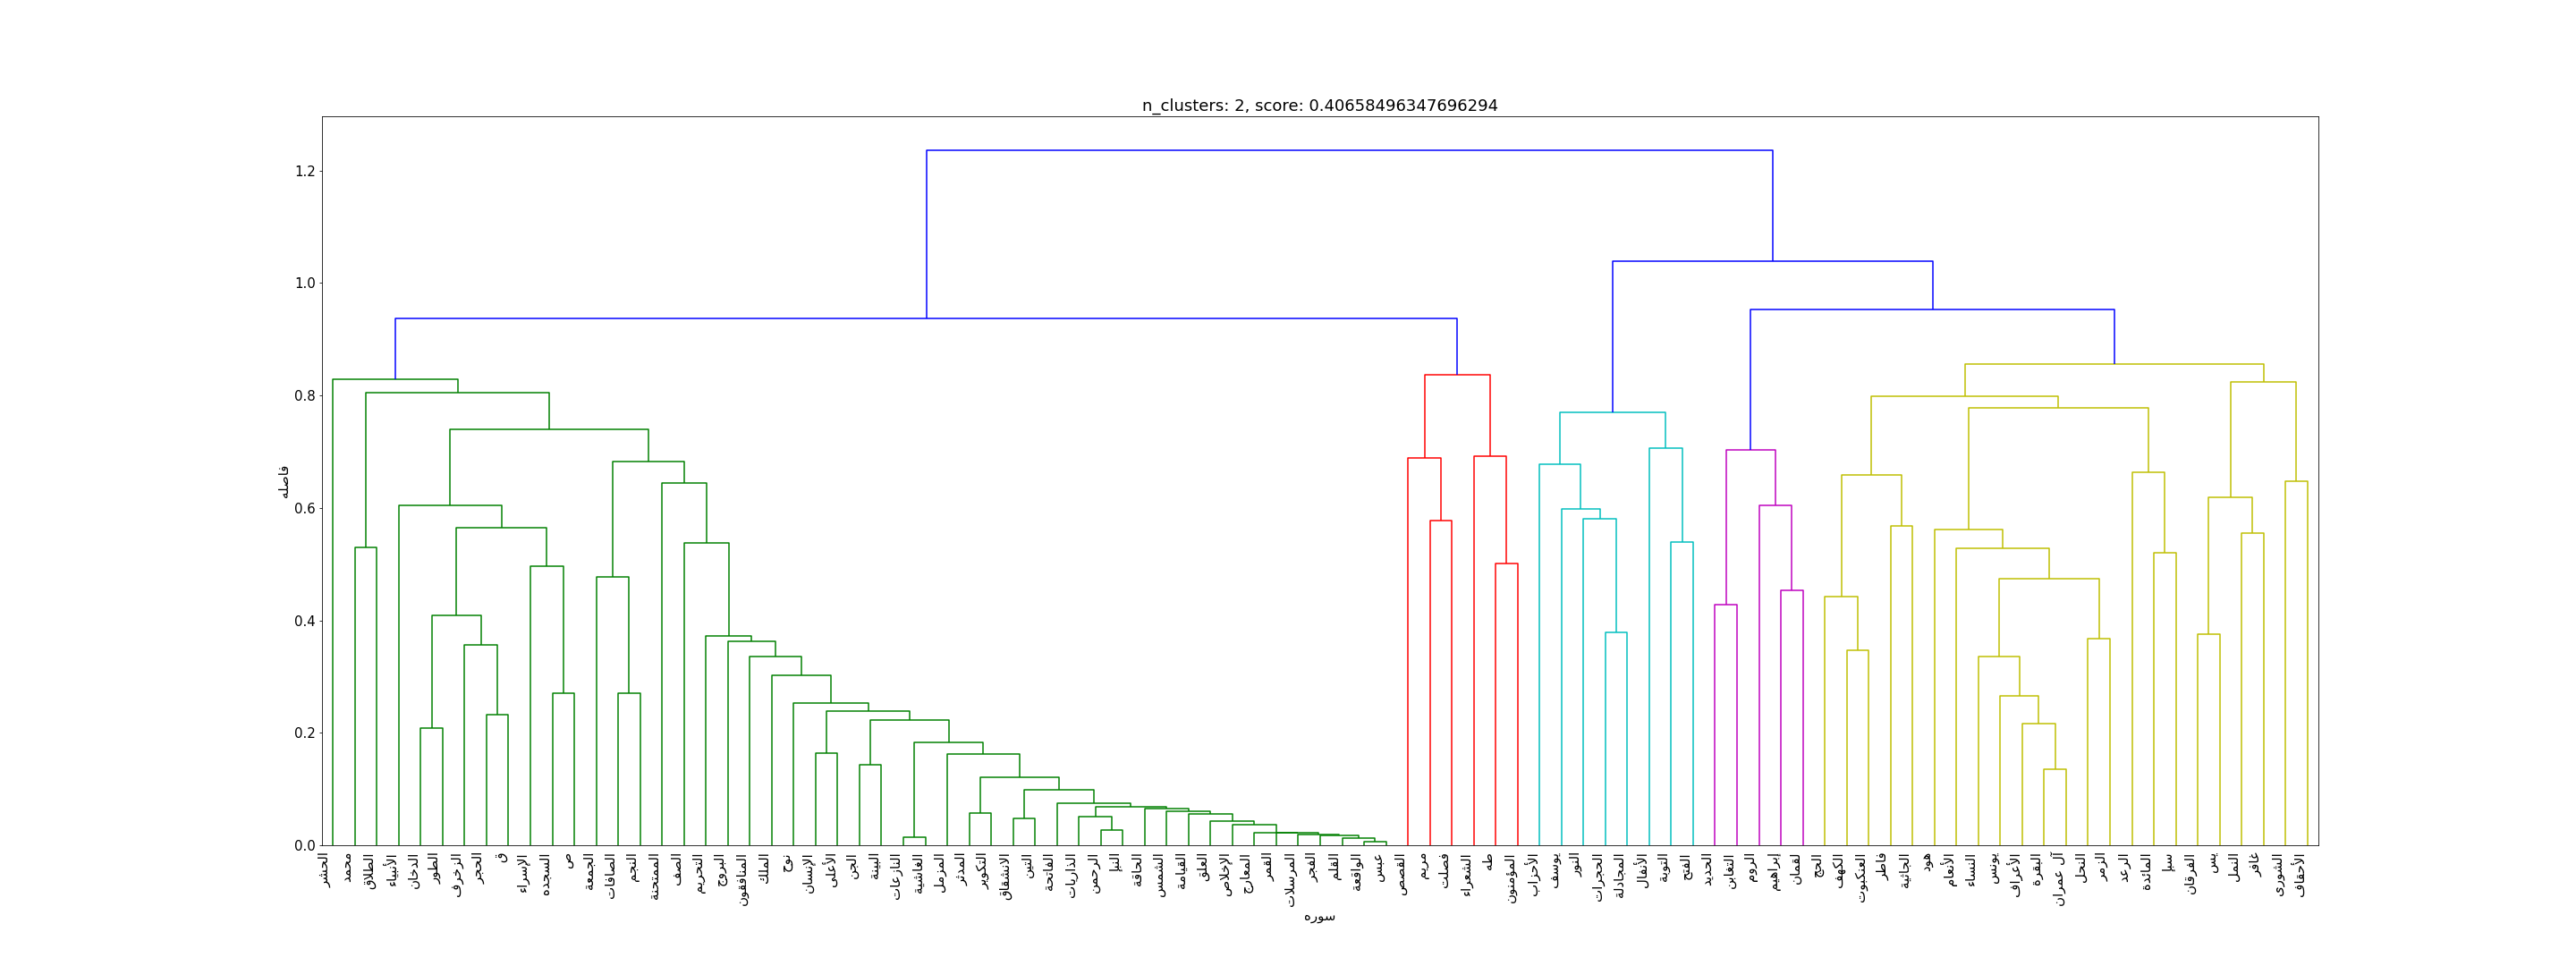 n_clusters: 2, score: 0.40658496347696294
1.2
1.0
0.8
0.6
0.4
0.2
0.0
فاصله
الحشر
محمد
الطلاق
الأنبياء
الدخان
الطور
الزخرف
الحجر
ق
الإسراء
السجده
ص
الجمعة
الصافات
النجم
الممتحنة
الصف
التحريم
البروج
المنافقون
الملك
نوح
الإنسان
الأعلى
الجن
البينة
النازعات
الغاشية
المزمل
المدثر
التكوير
الانشقاق
التين
الفاتحة
الذاريات
الرحمن
النبإ
الحاقة
الشمس
القيامة
العلق
الإخلاص
المعارج
القمر
المرسلات
الفجر
القلم
الواقعة
عبس
القصص
مريم
فصلت
الشعراء
طه
المؤمنون
الأحزاب
يوسف
النور
الحجرات
المجادلة
الأنفال
التوبة
الفتح
الحديد
التغابن
الروم
إبراهيم
لقمان
الحج
الكهف
العنكبوت
فاطر
الجاثية
هود
الأنعام
النساء
يونس
الأعراف
البقرة
آل عمران
النحل
الزمر
الرعد
المائدة
سبإ
الفرقان
يس
النمل
غافر
الشورى
الأحقاف
سوره